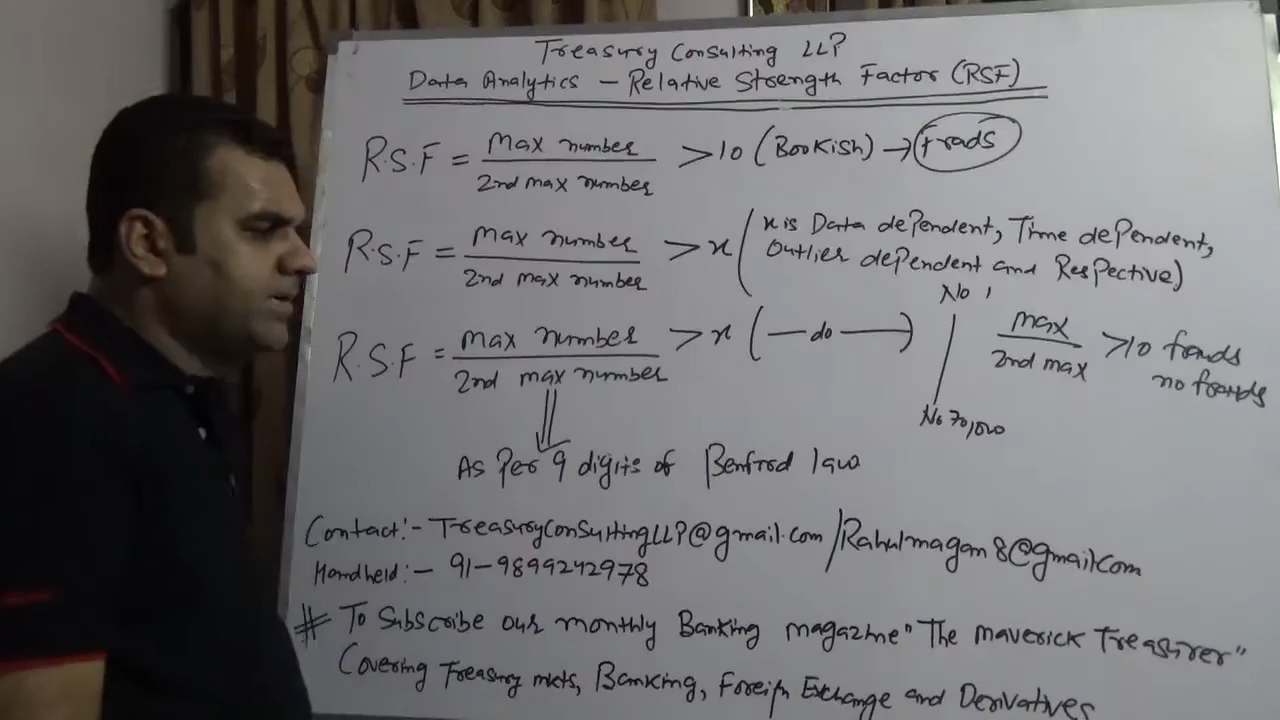 Treasury Consulting LLP
Data Analytics - Relative Strength Factor (RSF)
R.S.F = Max number / 2nd max number > 10 (Bookish) → frads
R.S.F = Max number / 2nd max number > x (x is Data dependent, Time dependent, Outlier dependent and Respective)
R.S.F = Max number / 2nd max number > x (— do —)
No 1
No 70,000
max / 2nd max > 10 frauds
no frauds
As Per 9 digits of Benfrod law
Contact:- TreasuryConsultingLLP@gmail.com / Rahulmagan8@gmail.com
Handheld:- 91-9899242978
# To Subscribe our monthly Banking magazine "The Maverick Treasurer"
Covering Treasury mkts, Banking, Foreign Exchange and Derivatives